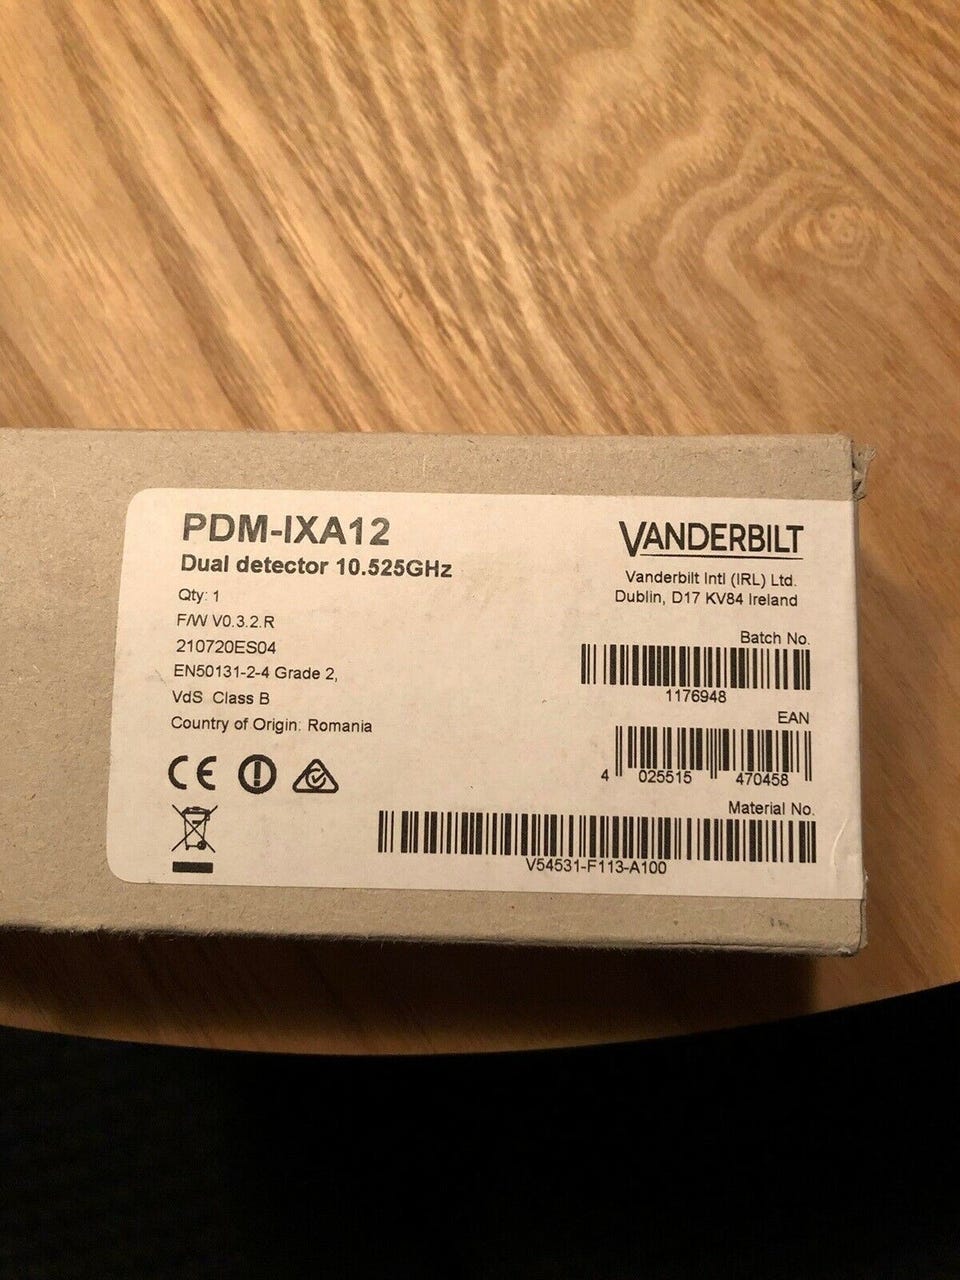 PDM-IXA12
Dual detector 10.525GHz
Qty: 1
F/W V0.3.2.R
210720ES04
EN50131-2-4 Grade 2,
VdS Class B
Country of Origin: Romania
CE
VANDERBILT
Vanderbilt Intl (IRL) Ltd.
Dublin, D17 KV84 Ireland
Batch No.
1176948
EAN
4 025515 470458
Material No.
V54531-F113-A100